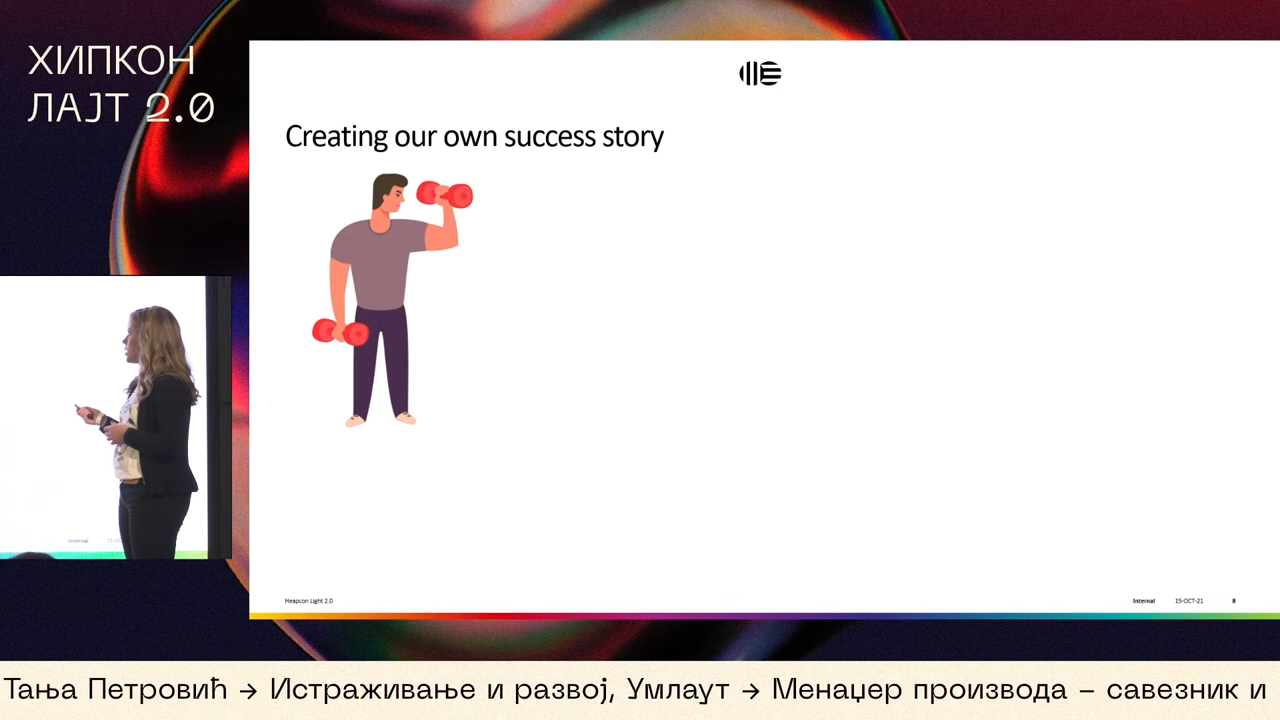 ХИПКОН
ЛАЈТ 2.0
Creating our own success story
Internal
Heapcon Light 2.0
Internal
15-OCT-21
8
Тања Петровић → Истраживање и развој, Умлаут → Менаџер производа – савезник и